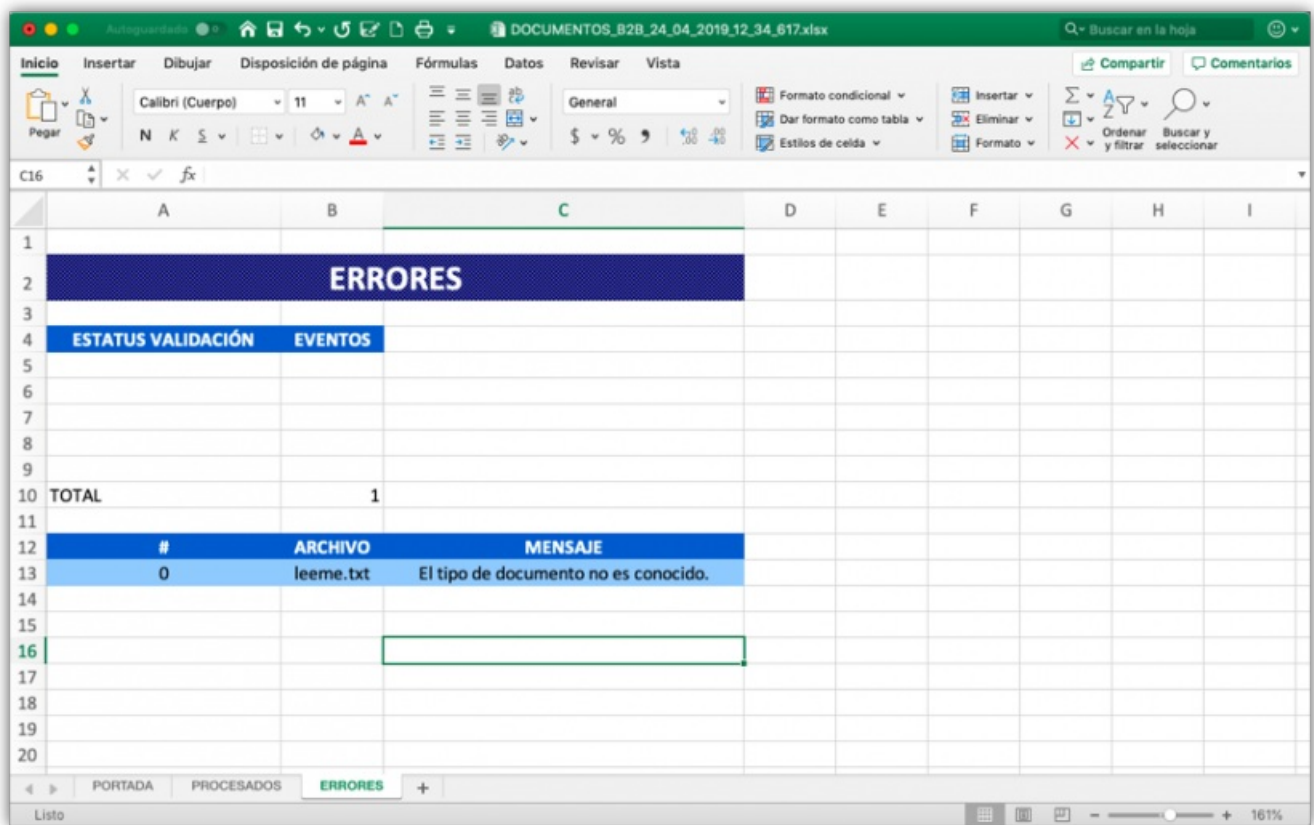 Autoguardado
DOCUMENTOS_B2B_24_04_2019_12_34_617.xlsx
Buscar en la hoja
Inicio Insertar Dibujar Disposición de página Fórmulas Datos Revisar Vista
Compartir Comentarios
Pegar
Calibri (Cuerpo) 11
N K S
General
$ %
Formato condicional
Dar formato como tabla
Estilos de celda
Insertar
Eliminar
Formato
Ordenar y filtrar
Buscar y seleccionar
C16 fx
A B C D E F G H I
1
2 ERRORES
3
4 ESTATUS VALIDACIÓN EVENTOS
5
6
7
8
9
10 TOTAL 1
11
12 # ARCHIVO MENSAJE
13 0 leeme.txt El tipo de documento no es conocido.
14
15
16
17
18
19
20
PORTADA PROCESADOS ERRORES +
Listo 161%